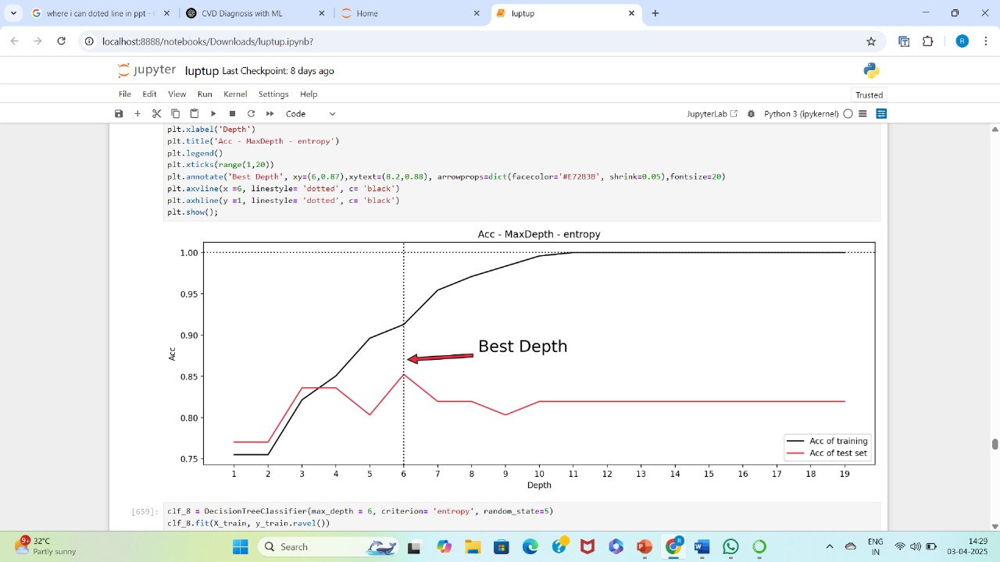 where i can doted line in ppt -
CVD Diagnosis with ML
Home
luptup
localhost:8888/notebooks/Downloads/luptup.ipynb?
R
jupyter luptup Last Checkpoint: 8 days ago
File Edit View Run Kernel Settings Help
Trusted
Code
JupyterLab
Python 3 (ipykernel)
plt.xlabel('Depth')
plt.title('Acc - MaxDepth - entropy')
plt.legend()
plt.xticks(range(1,20))
plt.annotate('Best Depth', xy=(6,0.87),xytext=(8.2,0.88), arrowprops=dict(facecolor='#E72B3B', shrink=0.05),fontsize=20)
plt.axvline(x =6, linestyle= 'dotted', c= 'black')
plt.axhline(y =1, linestyle= 'dotted', c= 'black')
plt.show();
Acc - MaxDepth - entropy
1.00
0.95
0.90
0.85
0.80
0.75
Acc
Best Depth
Acc of training
Acc of test set
1 2 3 4 5 6 7 8 9 10 11 12 13 14 15 16 17 18 19
Depth
[659]:
clf_8 = DecisionTreeClassifier(max_depth = 6, criterion= 'entropy', random_state=5)
clf_8.fit(X_train, y_train.ravel())
9+
32°C
Partly sunny
Search
ENG
IN
14:29
03-04-2025